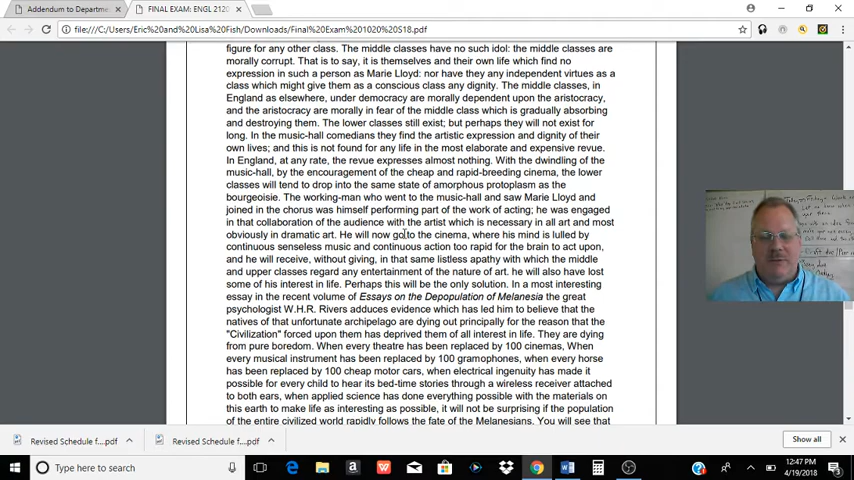 Addendum to Departme
FINAL EXAM: ENGL 2120
file:///C:/Users/Eric%20and%20Lisa%20Fish/Downloads/Final%20Exam%201020%20S18.pdf
figure for any other class. The middle classes have no such idol: the middle classes are
morally corrupt. That is to say, it is themselves and their own life which find no
expression in such a person as Marie Lloyd: nor have they any independent virtues as a
class which might give them as a conscious class any dignity. The middle classes, in
England as elsewhere, under democracy are morally dependent upon the aristocracy,
and the aristocracy are morally in fear of the middle class which is gradually absorbing
and destroying them. The lower classes still exist; but perhaps they will not exist for
long. In the music-hall comedians they find the artistic expression and dignity of their
own lives; and this is not found for any life in the most elaborate and expensive revue.
In England, at any rate, the revue expresses almost nothing. With the dwindling of the
music-hall, by the encouragement of the cheap and rapid-breeding cinema, the lower
classes will tend to drop into the same state of amorphous protoplasm as the
bourgeoisie. The working-man who went to the music-hall and saw Marie Lloyd and
joined in the chorus was himself performing part of the work of acting; he was engaged
in that collaboration of the audience with the artist which is necessary in all art and most
obviously in dramatic art. He will now go to the cinema, where his mind is lulled by
continuous senseless music and continuous action too rapid for the brain to act upon,
and he will receive, without giving, in that same listless apathy with which the middle
and upper classes regard any entertainment of the nature of art. he will also have lost
some of his interest in life. Perhaps this will be the only solution. In a most interesting
essay in the recent volume of Essays on the Depopulation of Melanesia the great
psychologist W.H.R. Rivers adduces evidence which has led him to believe that the
natives of that unfortunate archipelago are dying out principally for the reason that the
"Civilization" forced upon them has deprived them of all interest in life. They are dying
from pure boredom. When every theatre has been replaced by 100 cinemas, When
every musical instrument has been replaced by 100 gramophones, when every horse
has been replaced by 100 cheap motor cars, when electrical ingenuity has made it
possible for every child to hear its bed-time stories through a wireless receiver attached
to both ears, when applied science has done everything possible with the materials on
this earth to make life as interesting as possible, it will not be surprising if the population
of the entire civilized world rapidly follows the fate of the Melanesians. You will see that
Revised Schedule f....pdf
Revised Schedule f....pdf
Show all
Type here to search
12:47 PM
4/19/2018